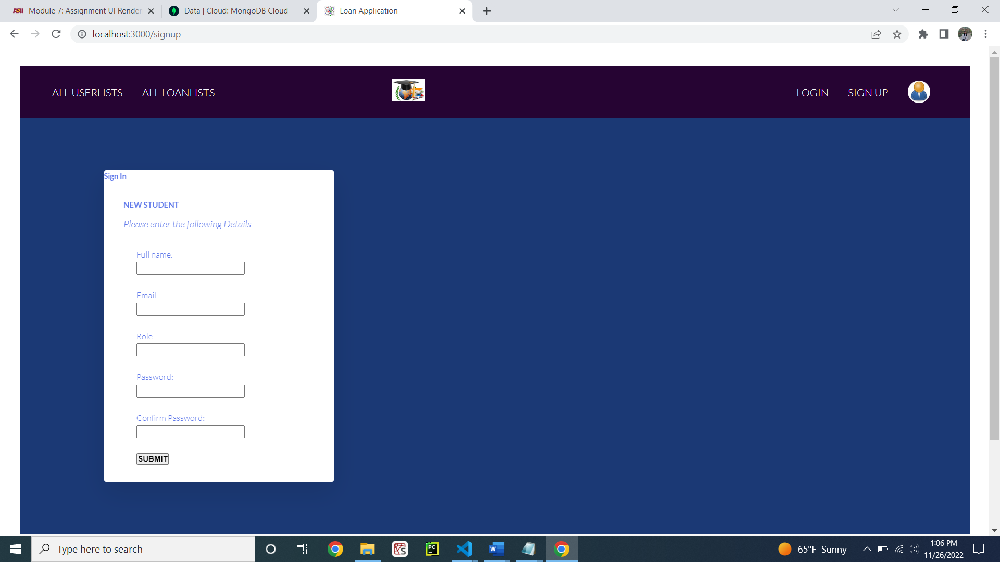 ASU Module 7: Assignment UI Render
Data | Cloud: MongoDB Cloud
Loan Application
localhost:3000/signup
ALL USERLISTS ALL LOANLISTS LOGIN SIGN UP
Sign In
NEW STUDENT
Please enter the following Details
Full name:
Email:
Role:
Password:
Confirm Password:
SUBMIT
Type here to search
PC
W
65°F Sunny
1:06 PM
11/26/2022